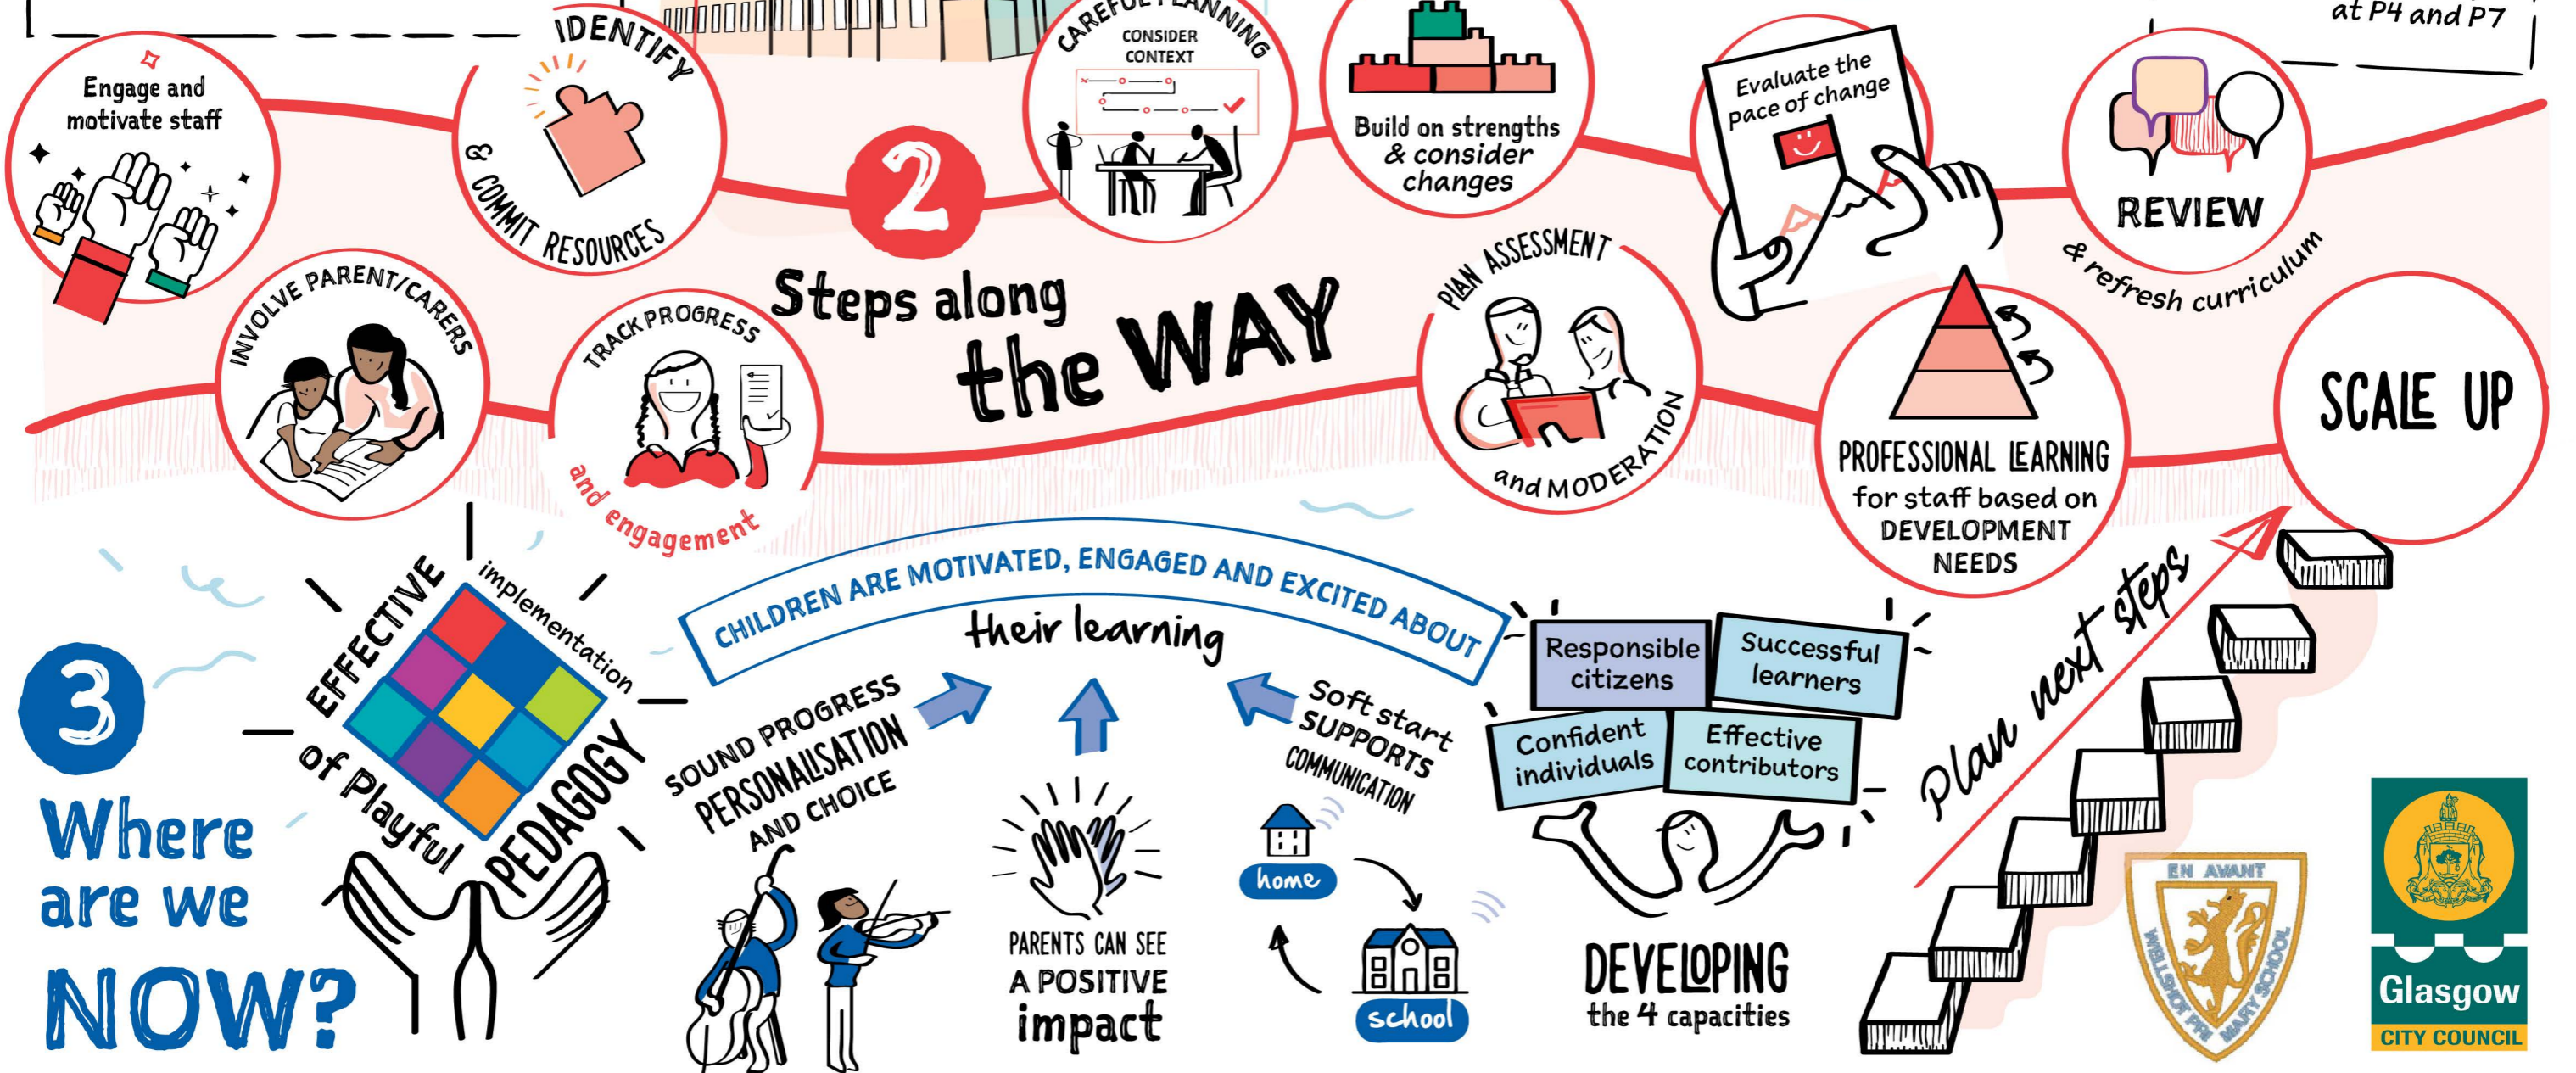 at P4 and P7
Engage and
motivate staff
IDENTIFY
& COMMIT RESOURCES
2
Steps along
the WAY
CAREFUL PLANNING
CONSIDER
CONTEXT
Build on strengths
& consider
changes
Evaluate the
pace of change
REVIEW
& refresh curriculum
INVOLVE PARENT/CARERS
TRACK PROGRESS
and engagement
PLAN ASSESSMENT
and MODERATION
PROFESSIONAL LEARNING
for staff based on
DEVELOPMENT
NEEDS
SCALE UP
Plan next steps
3
Where
are we
NOW?
EFFECTIVE
implementation
of Playful
PEDAGOGY
CHILDREN ARE MOTIVATED, ENGAGED AND EXCITED ABOUT
their learning
SOUND PROGRESS
PERSONALISATION
AND CHOICE
PARENTS CAN SEE
A POSITIVE
impact
Soft start
SUPPORTS
COMMUNICATION
home
school
Responsible
citizens
Successful
learners
Confident
individuals
Effective
contributors
DEVELOPING
the 4 capacities
EN AVANT
WELLSHOT PRIMARY SCHOOL
Glasgow
CITY COUNCIL